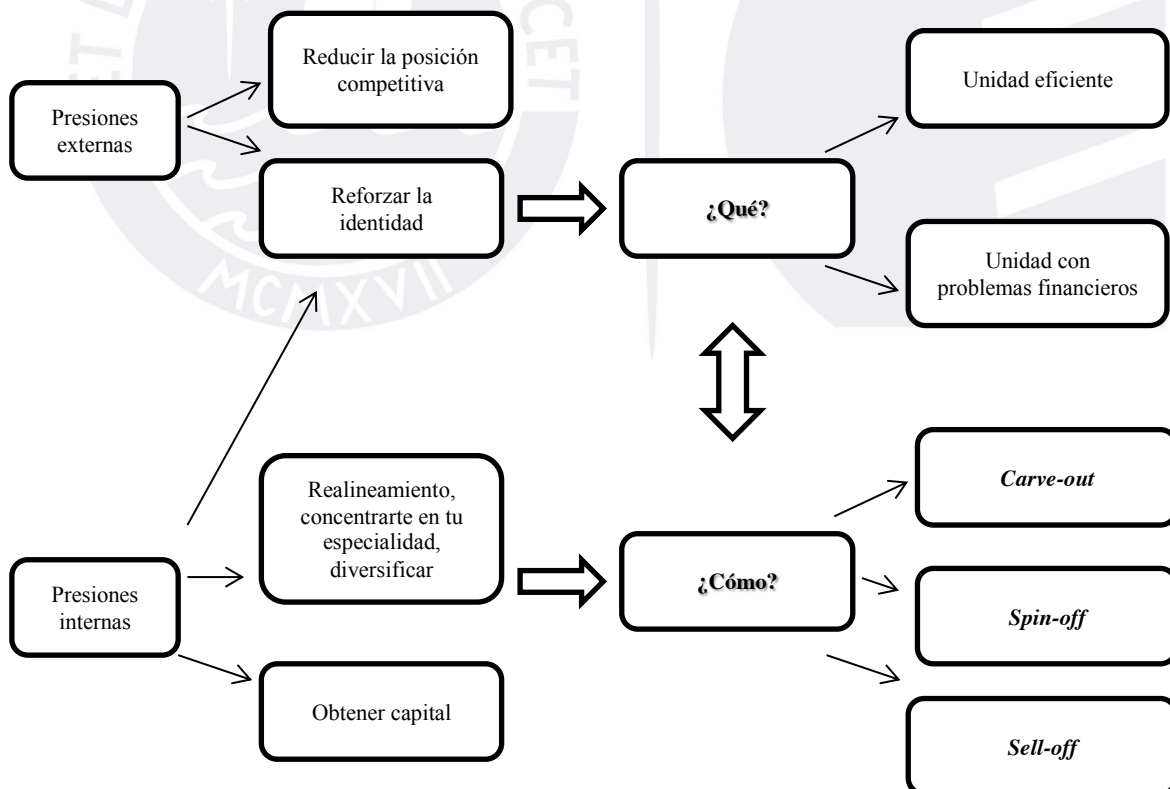 Presiones
externas
Reducir la posición
competitiva
Reforzar la
identidad
¿Qué?
Unidad eficiente
Unidad con
problemas financieros
Presiones
internas
Realineamiento,
concentrarte en tu
especialidad,
diversificar
Obtener capital
¿Cómo?
Carve-out
Spin-off
Sell-off
MCMXVII